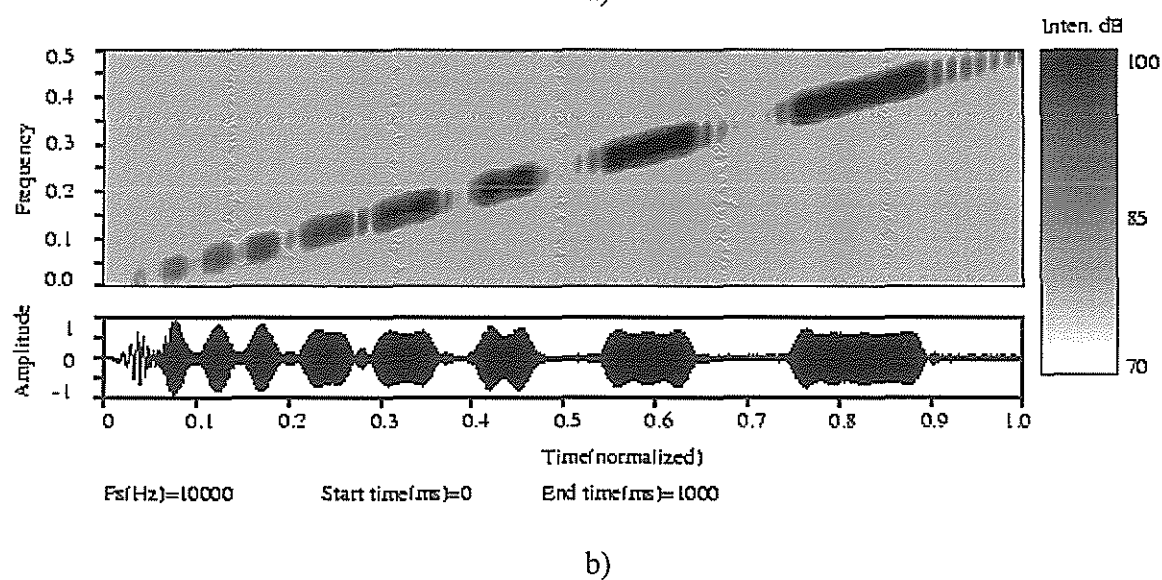 Inten. dB
0.5
0.4
0.3
0.2
0.1
0.0
Frequency
100
85
70
1
0
-1
Amplitude
0 0.1 0.2 0.3 0.4 0.5 0.6 0.7 0.8 0.9 1.0
Time(normalized)
Fs(Hz)=10000 Start time(ms)=0 End time(ms)=1000
b)